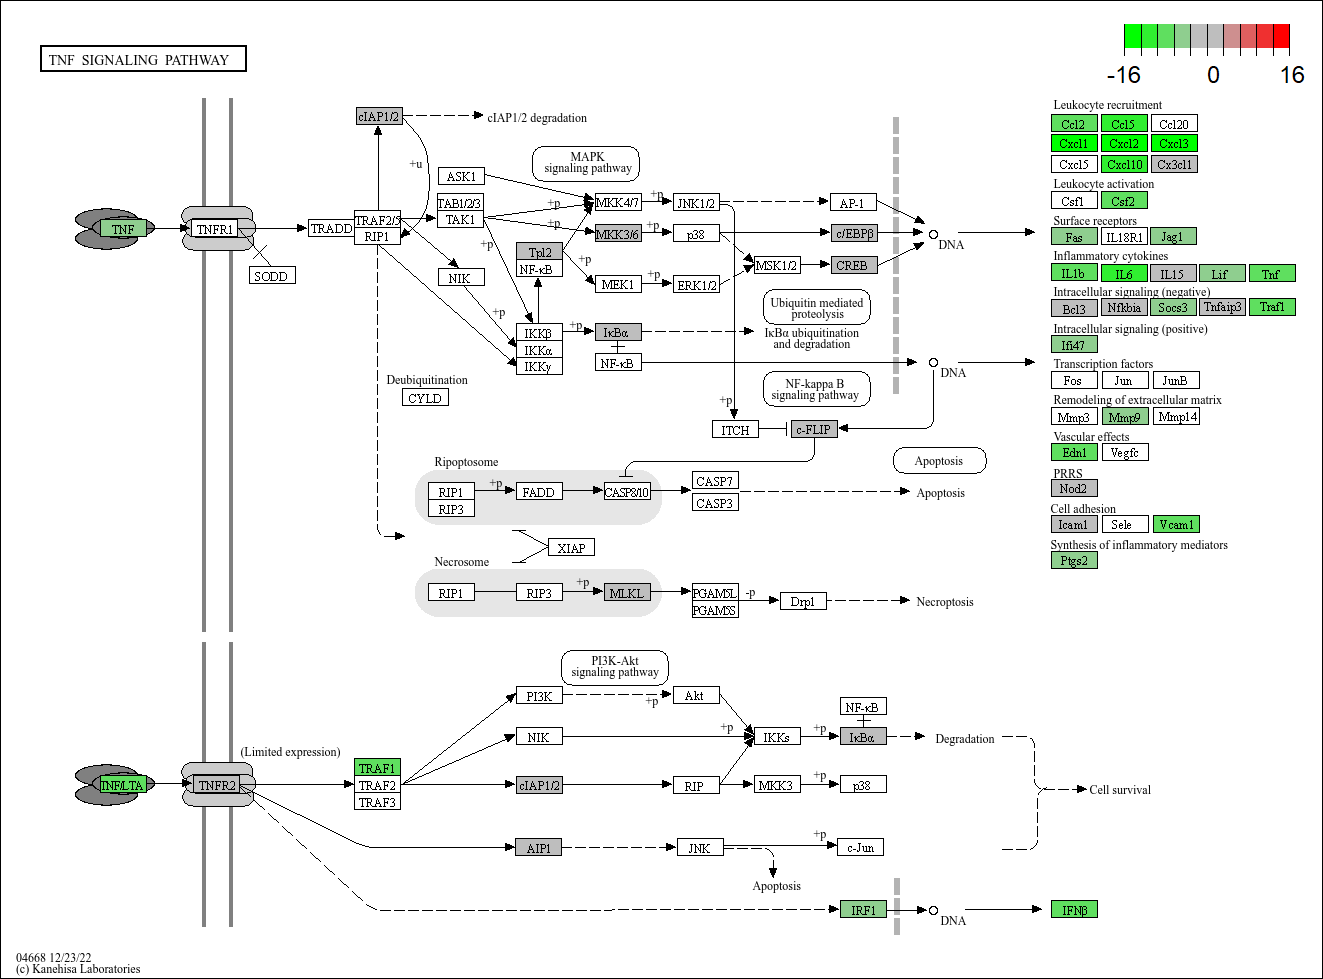 TNF SIGNALING PATHWAY
-16 0 16
cIAP1/2
cIAP1/2 degradation
+u
MAPK
signaling pathway
ASK1
TAB1/2/3
TAK1
+p
+p
+p
MKK4/7
+p
JNK1/2
AP-1
TNF
TNFR1
SODD
TRADD
TRAF2/5
RIP1
MKK3/6
+p
p38
c/EBPβ
DNA
Tpl2
NF-κB
+p
MSK1/2
CREB
NIK
MEK1
+p
ERK1/2
+p
Ubiquitin mediated
proteolysis
IKKβ
IKKα
IKKγ
+p
IκBα
IκBα ubiquitination
and degradation
NF-κB
DNA
Deubiquitination
CYLD
NF-kappa B
signaling pathway
+p
ITCH
c-FLIP
Ripoptosome
RIP1
RIP3
+p
FADD
CASP8/10
CASP7
CASP3
Apoptosis
Apoptosis
XIAP
Necrosome
RIP1
RIP3
+p
MLKL
PGAM5L
PGAM5S
-p
Drp1
Necroptosis
Leukocyte recruitment
Ccl2 Ccl5 Ccl20
Cxcl1 Cxcl2 Cxcl3
Cxcl5 Cxcl10 Cx3cl1
Leukocyte activation
Csf1 Csf2
Surface receptors
Fas IL18R1 Jag1
Inflammatory cytokines
IL1b IL6 IL15 Lif Tnf
Intracellular signaling (negative)
Bcl3 Nfkbia Socs3 Tnfaip3 Traf1
Intracellular signaling (positive)
Ifi47
Transcription factors
Fos Jun JunB
Remodeling of extracellular matrix
Mmp3 Mmp9 Mmp14
Vascular effects
Edn1 Vegfc
PRRS
Nod2
Cell adhesion
Icam1 Sele Vcam1
Synthesis of inflammatory mediators
Ptgs2
PI3K-Akt
signaling pathway
PI3K
+p
Akt
NF-κB
NIK
+p
IKKs
+p
IκBα
Degradation
(Limited expression)
TNF/LTA
TNFR2
TRAF1
TRAF2
TRAF3
cIAP1/2
RIP
MKK3
+p
p38
Cell survival
AIP1
JNK
+p
c-Jun
Apoptosis
IRF1
DNA
IFNβ
04668 12/23/22
(c) Kanehisa Laboratories